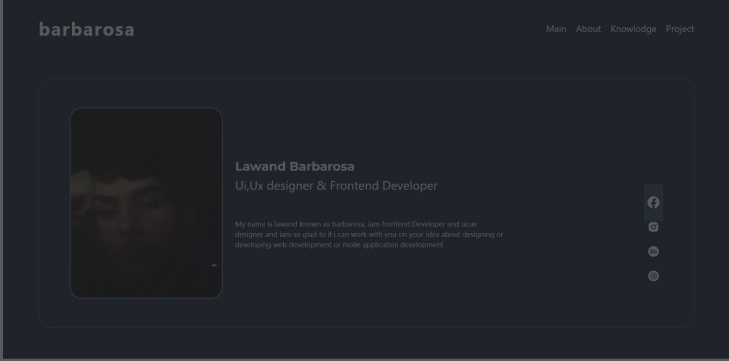 barbarosa
Main About Knowlodge Project
Lawand Barbarosa
Ui,Ux designer & Frontend Developer
My name is lawand known as barbarosa, iam frontend Developer and ui,ux
designer and iam so glad to if i can work with you on your idea about designing or
developing web development or moile application development